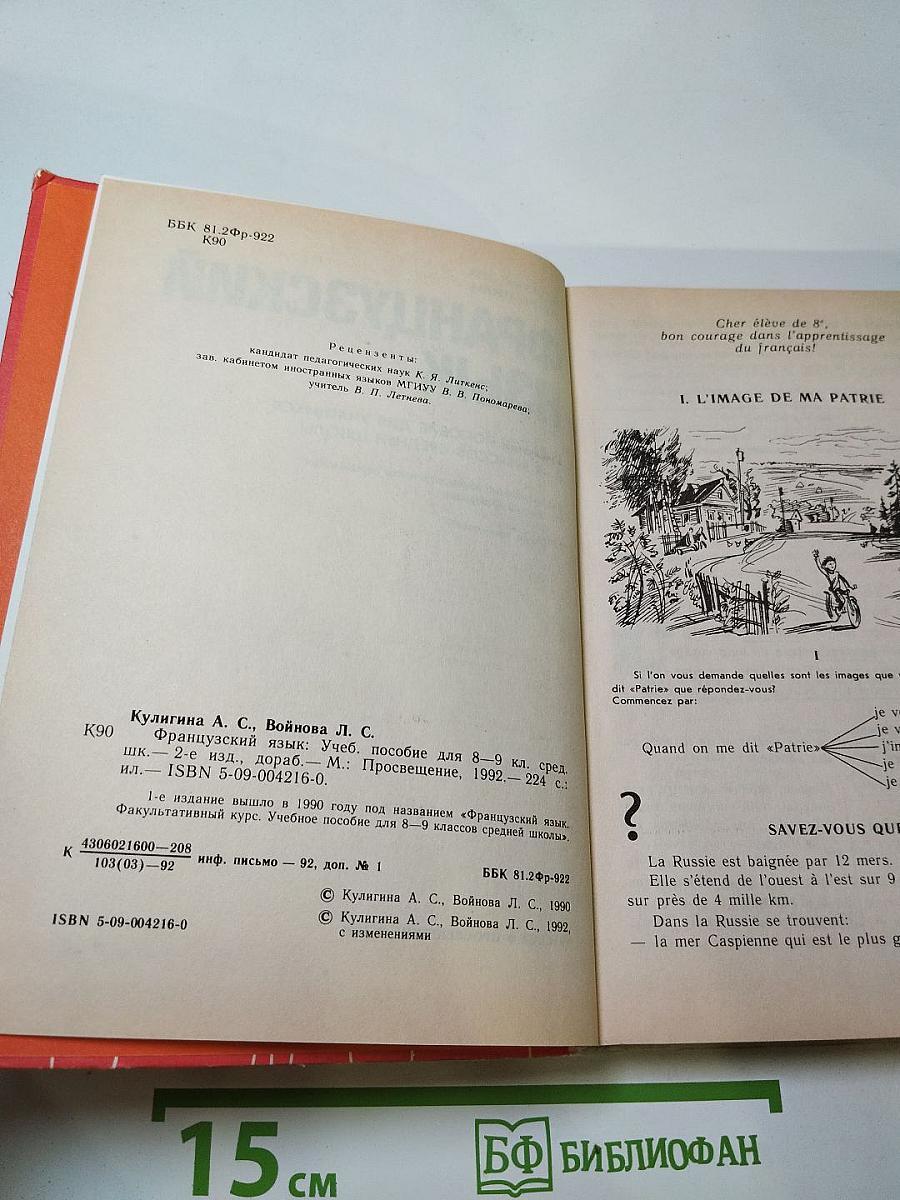 ББК 81.2Фр-922
К90
Рецензенты:
кандидат педагогических наук К. Я. Литкенс;
зав. кабинетом иностранных языков МГИУУ В. В. Пономарева;
учитель В. П. Летнева.
Кулигина А. С., Войнова Л. С.
К90 Французский язык: Учеб. пособие для 8—9 кл. сред.
шк.— 2-е изд., дораб.— М.: Просвещение, 1992.— 224 с.:
ил.— ISBN 5-09-004216-0.
1-е издание вышло в 1990 году под названием «Французский язык.
Факультативный курс. Учебное пособие для 8—9 классов средней школы».
К 4306021600—208
103(03)—92 инф. письмо — 92, доп. № 1
ББК 81.2Фр-922
© Кулигина А. С., Войнова Л. С., 1990
ISBN 5-09-004216-0
© Кулигина А. С., Войнова Л. С., 1992,
с изменениями
Cher élève de 8e,
bon courage dans l'apprentissage
du français!
I. L'IMAGE DE MA PATRIE
I
Si l'on vous demande quelles sont les images que
dit «Patrie» que répondez-vous?
Commencez par:
je v
je v
Quand on me dit «Patrie» j'i
je
je
?
SAVEZ-VOUS QUE
La Russie est baignée par 12 mers.
Elle s'étend de l'ouest à l'est sur 9
sur près de 4 mille km.
Dans la Russie se trouvent:
— la mer Caspienne qui est le plus g
15 см
БФ БИБЛИОФАН